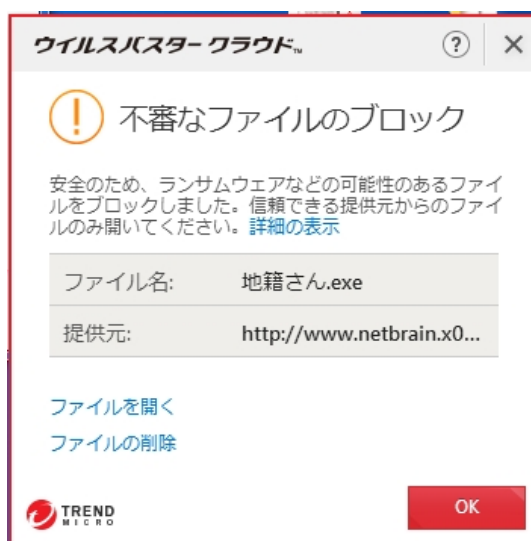 ウイルスバスター クラウド™
?
×
!
不審なファイルのブロック
安全のため、ランサムウェアなどの可能性のあるファイ
ルをブロックしました。信頼できる提供元からのファイ
ルのみ開いてください。詳細の表示
ファイル名: 地籍さん.exe
提供元: http://www.netbrain.x0...
ファイルを開く
ファイルの削除
TREND
MICRO
OK